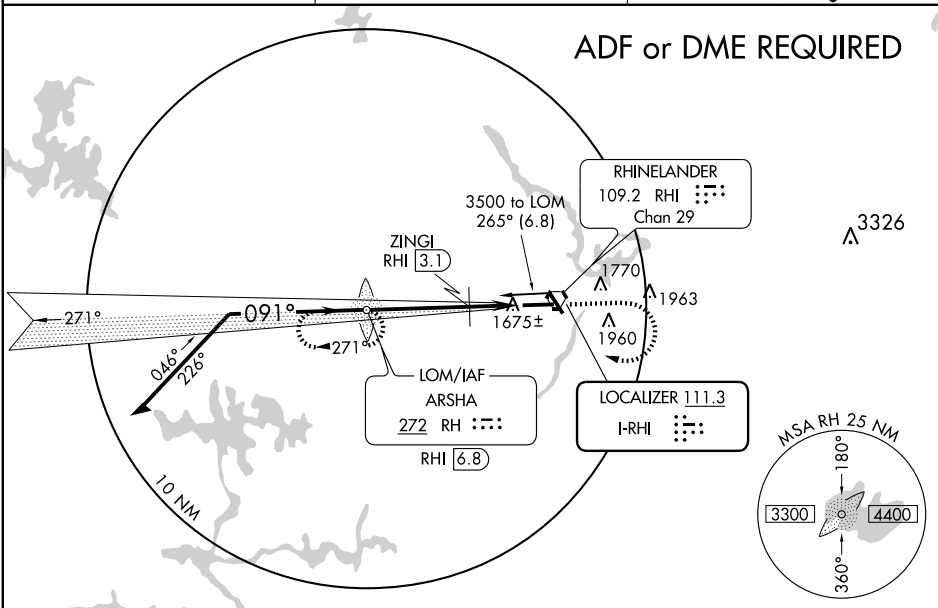 ADF or DME REQUIRED
RHINELANDER
109.2 RHI
Chan 29
3500 to LOM
265° (6.8)
3326
ZINGI
RHI 3.1
1770
1963
1675±
1960
271°
091°
271°
046°
226°
LOM/IAF
ARSHA
272 RH
RHI 6.8
LOCALIZER 111.3
I-RHI
10 NM
MSA RH 25 NM
180°
3300
4400
360°